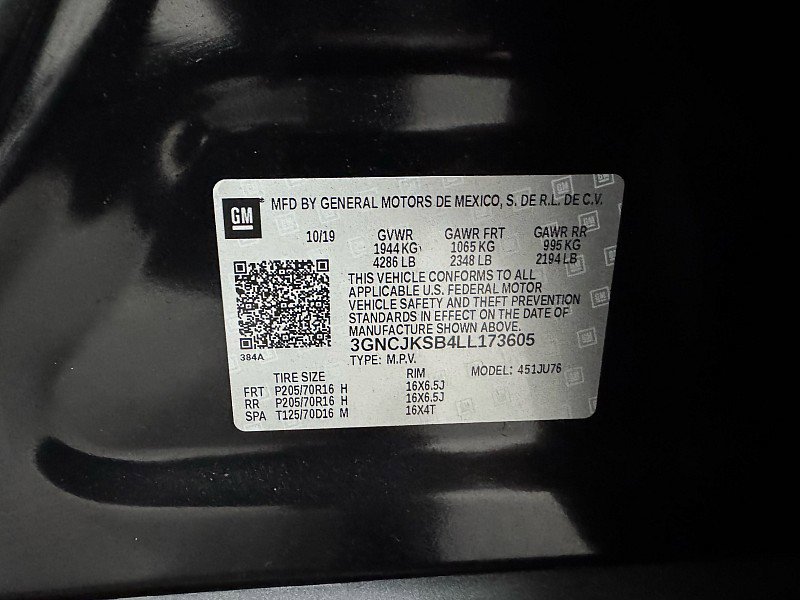 GM MFD BY GENERAL MOTORS DE MEXICO, S. DE R.L. DE C.V.
10/19 GVWR GAWR FRT GAWR RR
1944 KG 1065 KG 995 KG
4286 LB 2348 LB 2194 LB
THIS VEHICLE CONFORMS TO ALL
APPLICABLE U.S. FEDERAL MOTOR
VEHICLE SAFETY AND THEFT PREVENTION
STANDARDS IN EFFECT ON THE DATE OF
MANUFACTURE SHOWN ABOVE.
3GNCJKSB4LL173605
384A
TYPE: M.P.V. MODEL: 451JU76
TIRE SIZE RIM
FRT P205/70R16 H 16X6.5J
RR P205/70R16 H 16X6.5J
SPA T125/70D16 M 16X4T